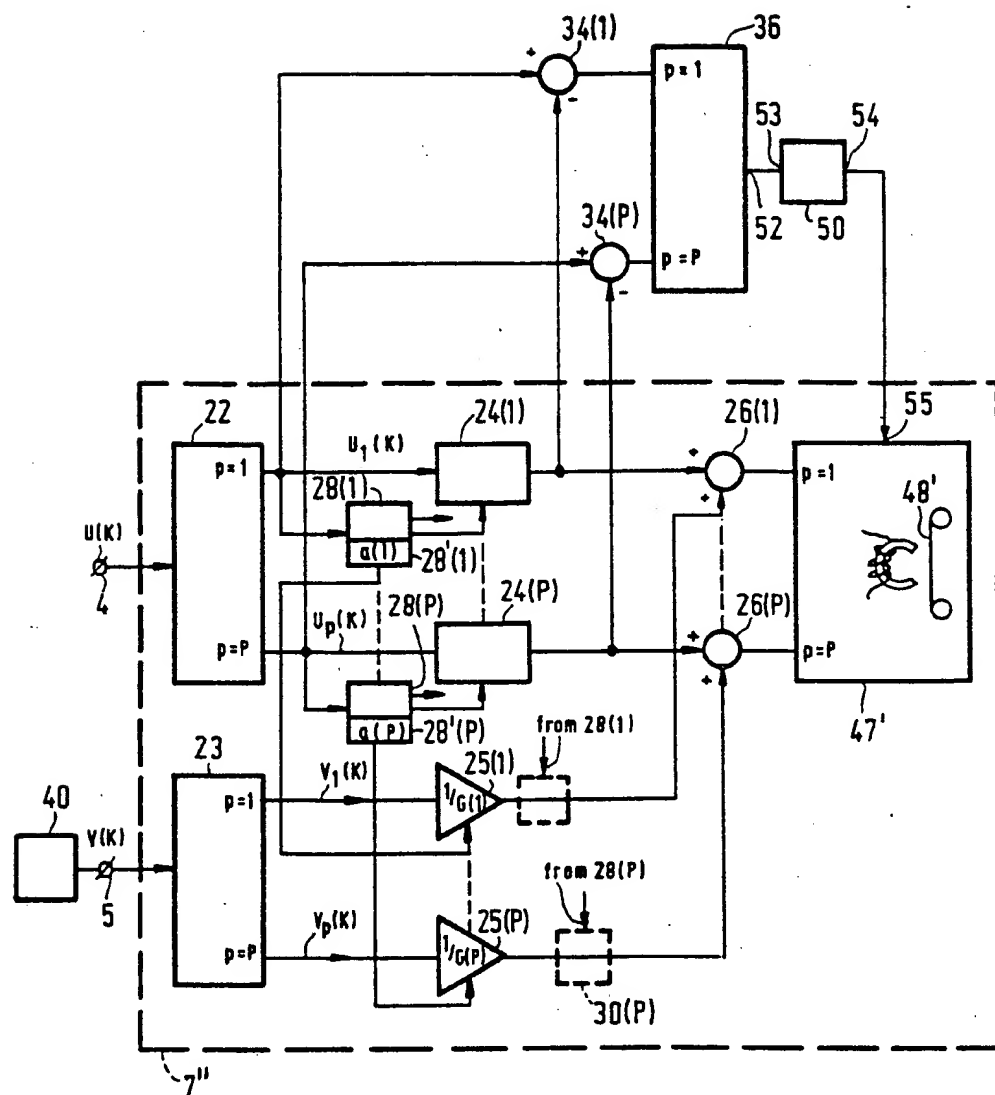 34(1)
36
+
p=1
-
53
54
34(P)
52
50
+
p=P
-
22
24(1)
26(1)
55
p=1
U₁(K)
+
p=1
48'
28(1)
+
U(K)
a(1)
28'(1)
4
24(P)
28(P)
26(P)
Up(K)
+
p=P
p=P
+
a(P)
28'(P)
47'
from 28(1)
23
V₁(K)
25(1)
p=1
1/G(1)
40
V(K)
from 28(P)
5
Vp(K)
25(P)
p=P
1/G(P)
30(P)
7"